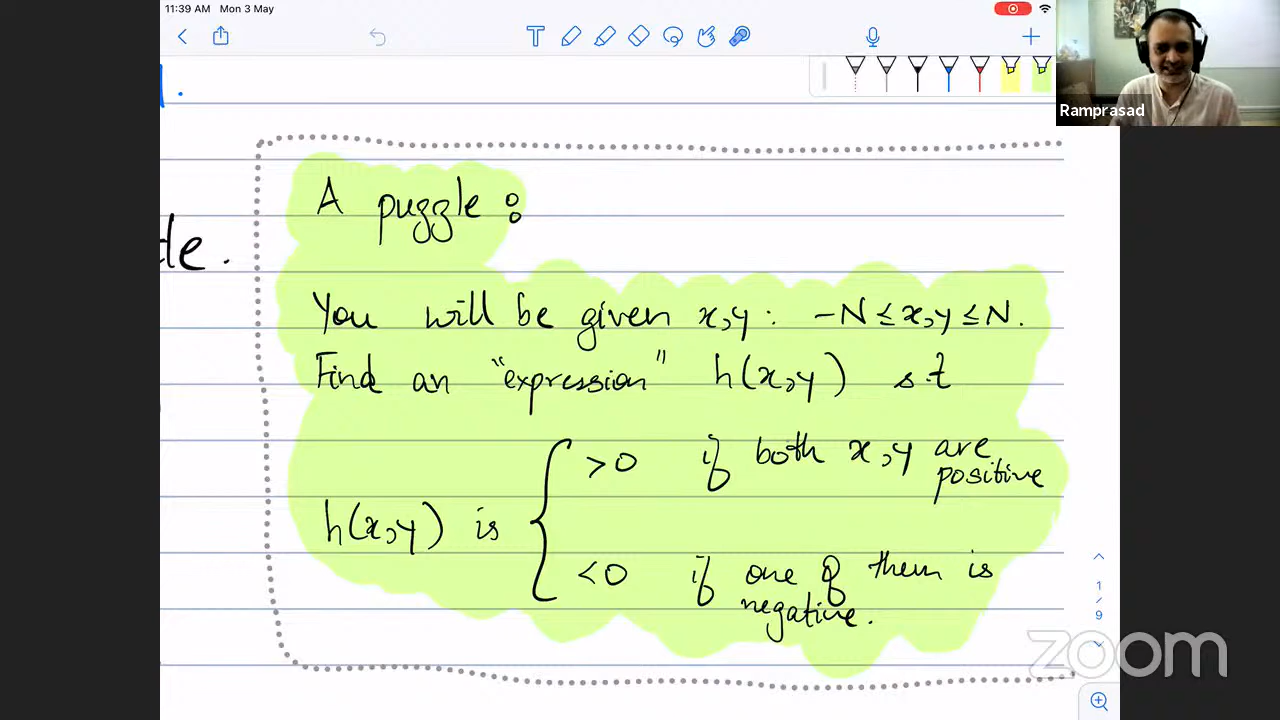 11:39 AM Mon 3 May
Ramprasad
A puzzle :
You will be given x,y : -N ≤ x,y ≤ N.
Find an "expression" h(x,y) s.t
h(x,y) is { >0 if both x,y are positive
<0 if one of them is negative.
1/9
zoom